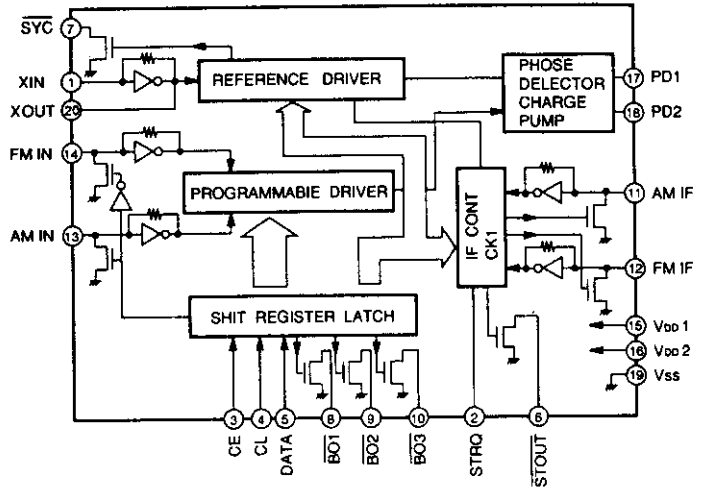 SYC
7
XIN
1
XOUT
20
FM IN
14
AM IN
13
REFERENCE DRIVER
PHOSE
DELECTOR
CHARGE
PUMP
17 PD1
18 PD2
PROGRAMMABIE DRIVER
IF CONT
CK1
11 AM IF
12 FM IF
SHIT REGISTER LATCH
15 VDD 1
16 VDD 2
19 VSS
3 4 5 8 9 10 2 6
CE
CL
DATA
BO1
BO2
BO3
STRQ
STOUT